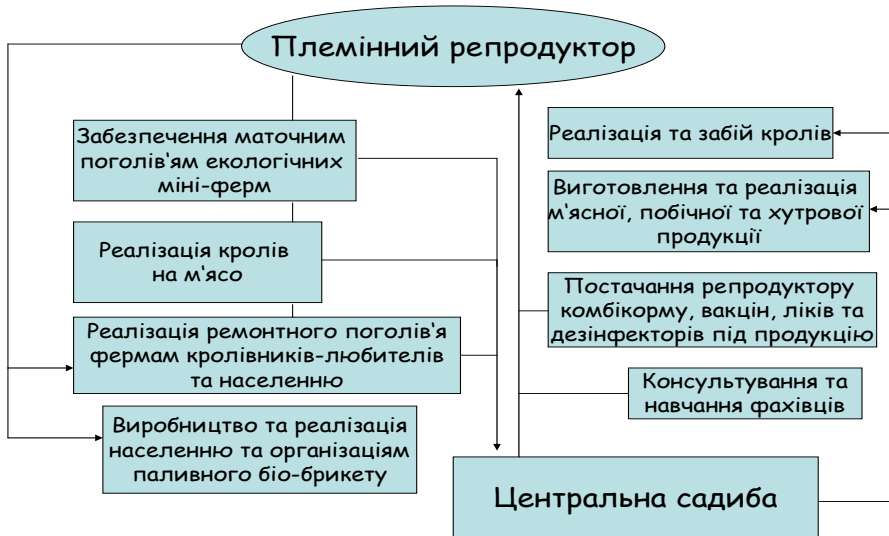 Племінний репродуктор
Забезпечення маточним
поголів'ям екологічних
міні-ферм
Реалізація кролів
на м'ясо
Реалізація ремонтного поголів'я
фермам кролівників-любителів
та населенню
Виробництво та реалізація
населенню та організаціям
паливного біо-брикету
Реалізація та забій кролів
Виготовлення та реалізація
м'ясної, побічної та хутрової
продукції
Постачання репродуктору
комбікорму, вакцін, ліків та
дезінфекторів під продукцію
Консультування та
навчання фахівців
Центральна садиба